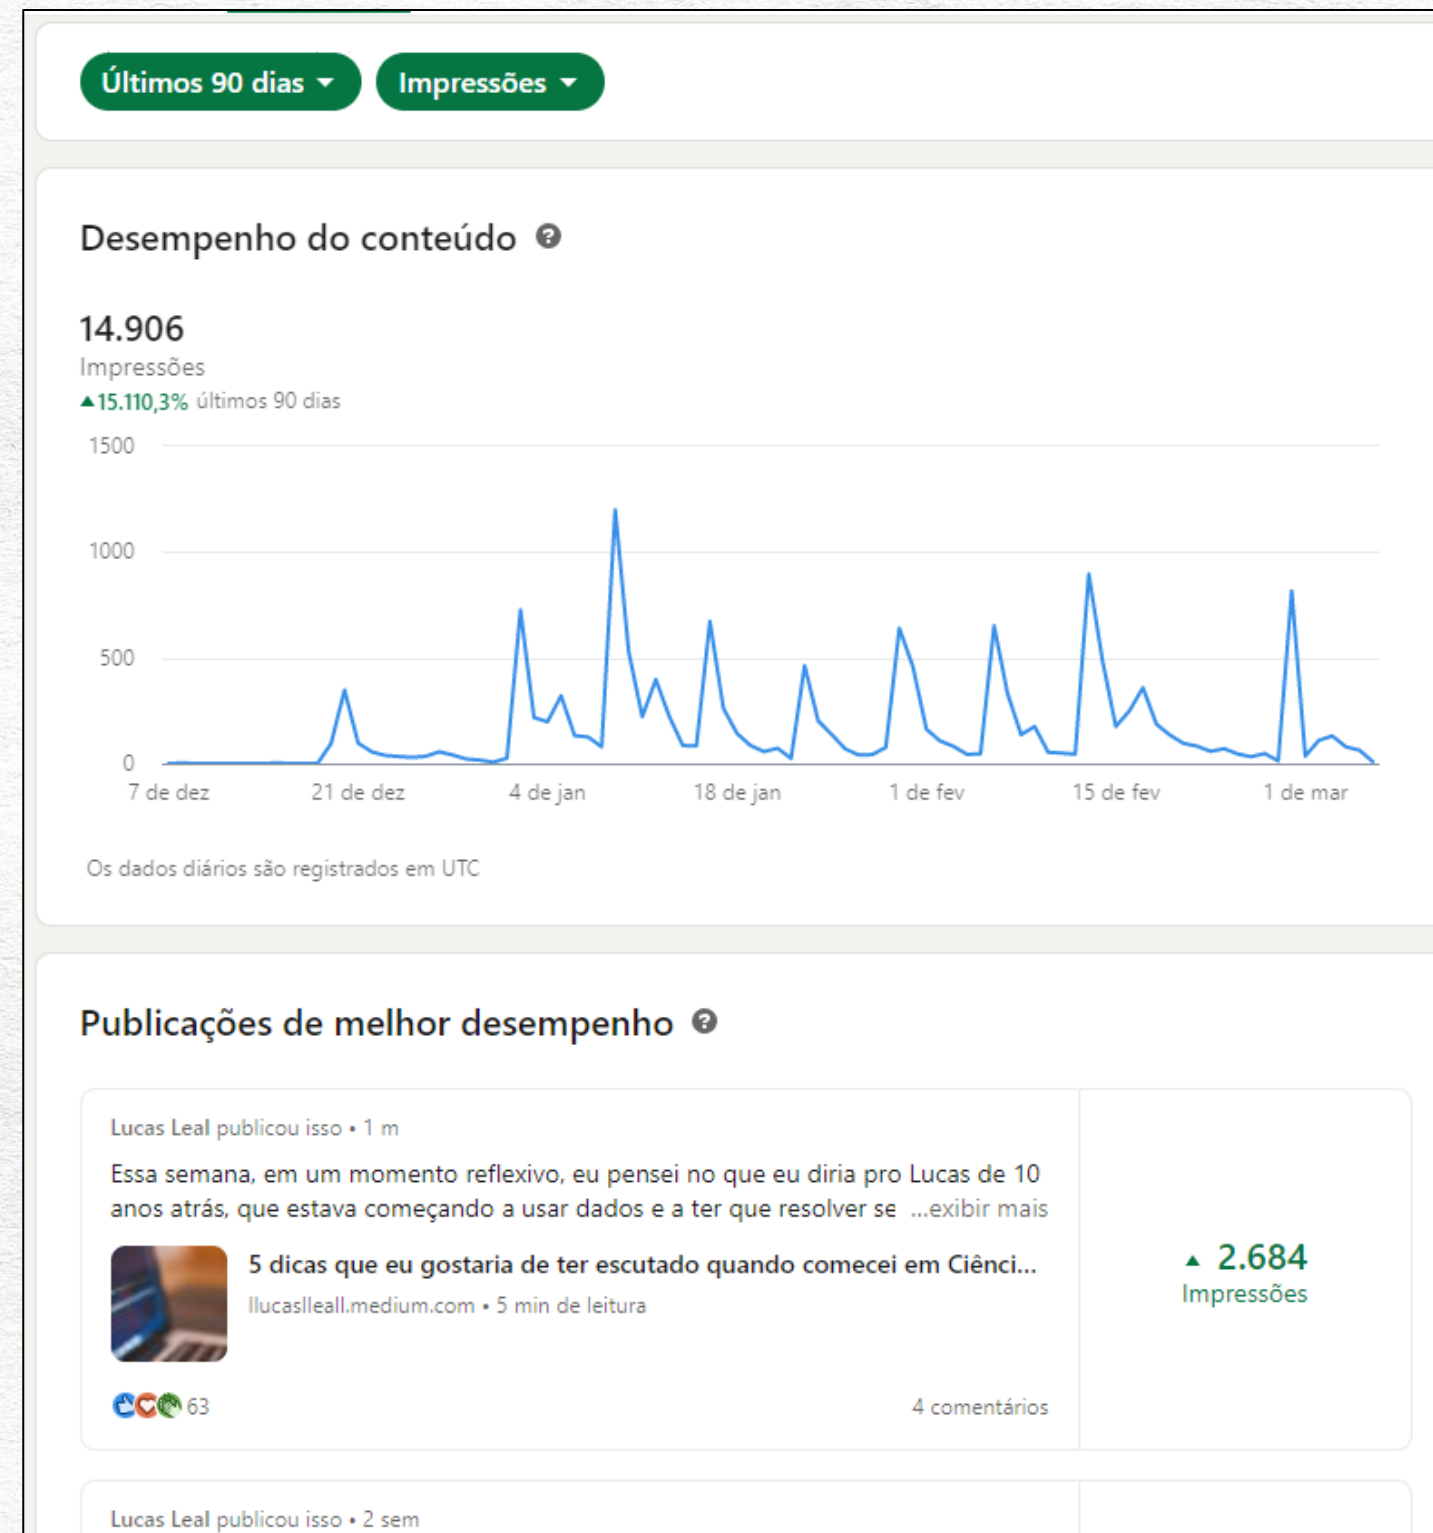 Últimos 90 dias Impressões
Desempenho do conteúdo
14.906
Impressões
15.110,3% últimos 90 dias
1500
1000
500
0
7 de dez 21 de dez 4 de jan 18 de jan 1 de fev 15 de fev 1 de mar
Os dados diários são registrados em UTC
Publicações de melhor desempenho
Lucas Leal publicou isso • 1 m
Essa semana, em um momento reflexivo, eu pensei no que eu diria pro Lucas de 10
anos atrás, que estava começando a usar dados e a ter que resolver se ...exibir mais
5 dicas que eu gostaria de ter escutado quando comecei em Ciênci...
llucaslleall.medium.com • 5 min de leitura
2.684
Impressões
63 4 comentários
Lucas Leal publicou isso • 2 sem